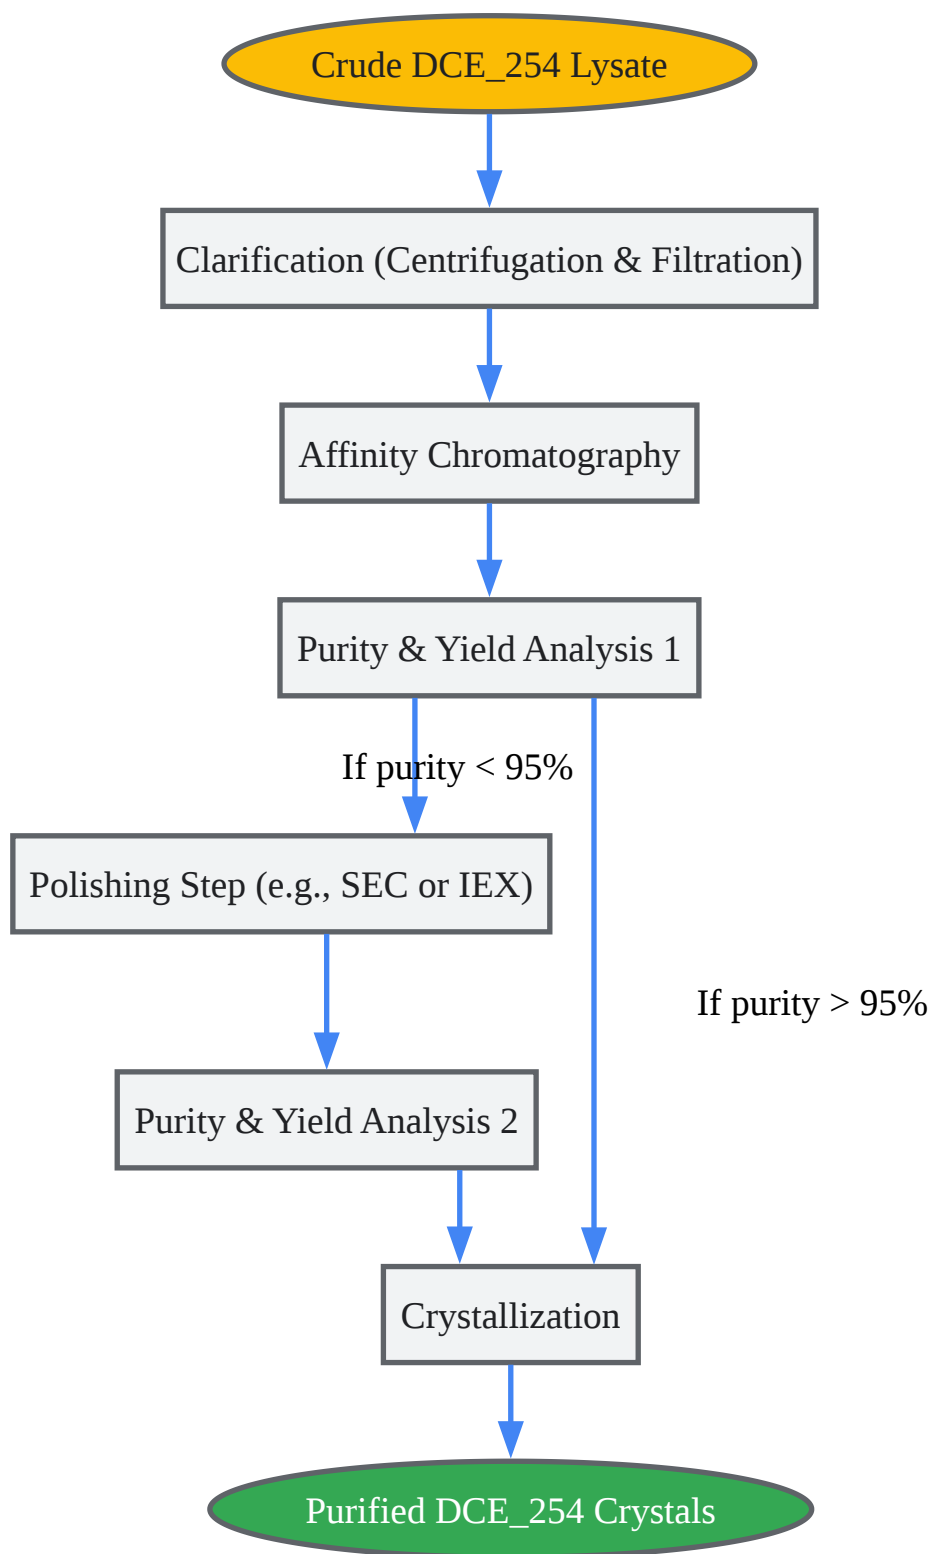 Crude DCE_254 Lysate
Clarification (Centrifugation & Filtration)
Affinity Chromatography
Purity & Yield Analysis 1
If purity < 95%
Polishing Step (e.g., SEC or IEX)
If purity > 95%
Purity & Yield Analysis 2
Crystallization
Purified DCE_254 Crystals